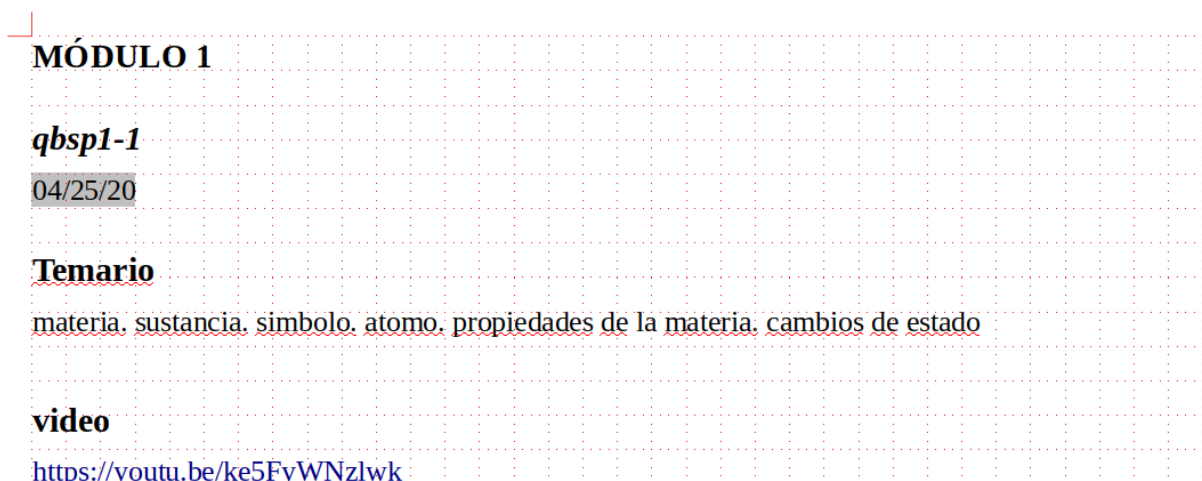 MÓDULO 1
qbsp1-1
04/25/20
Temario
materia. sustancia. simbolo. atomo. propiedades de la materia. cambios de estado
video
https://youtu.be/ke5FvWNzlwk